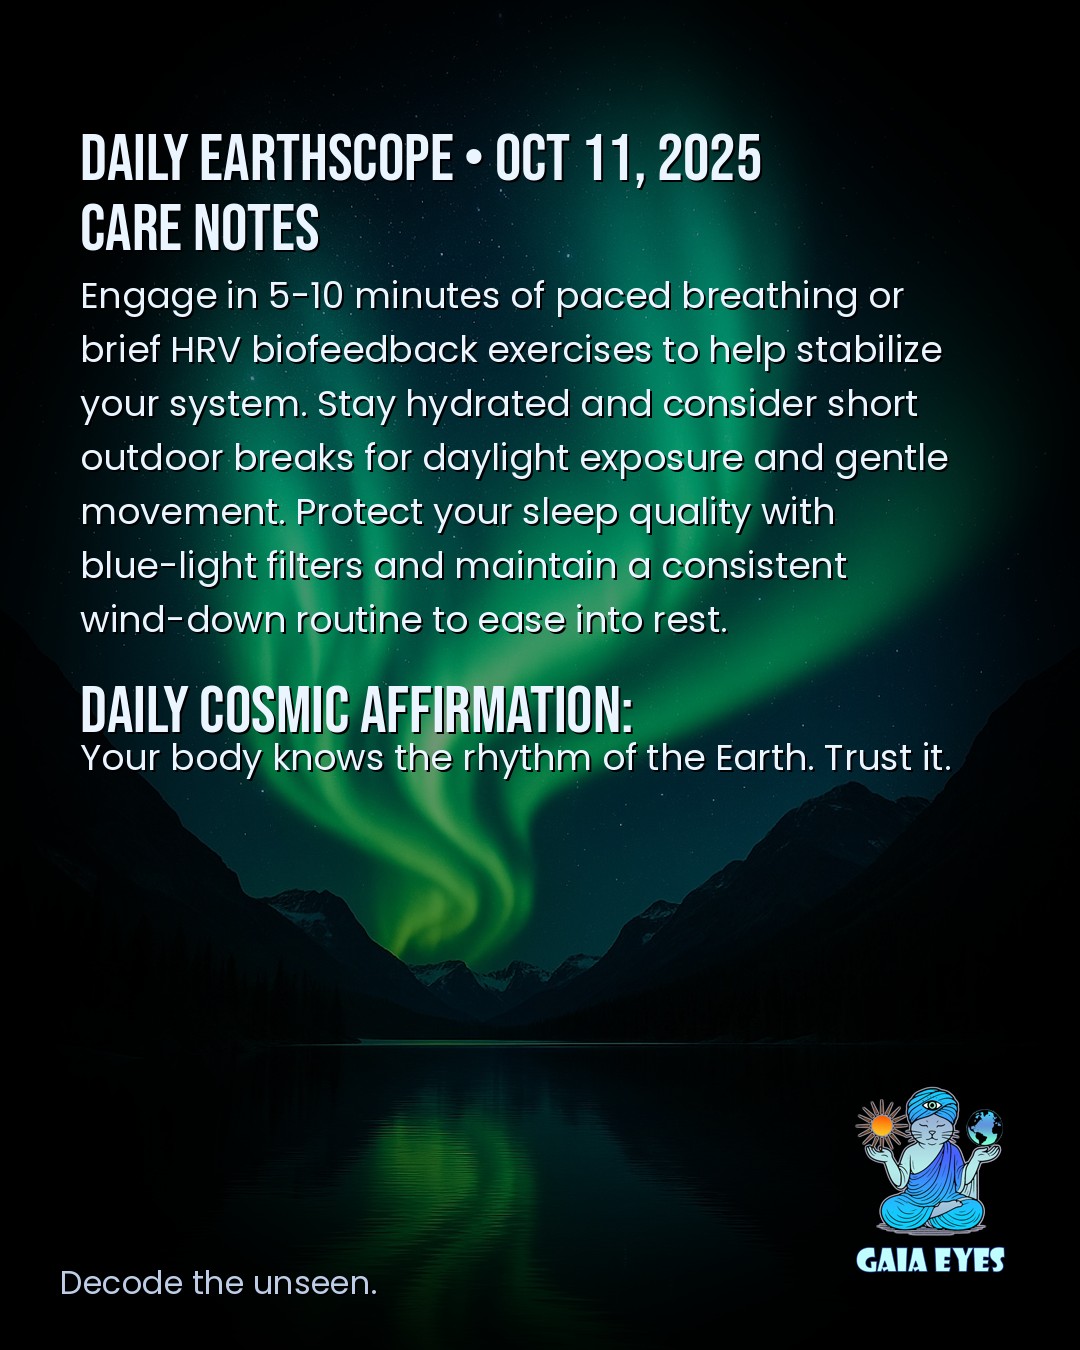 DAILY EARTHSCOPE • OCT 11, 2025
CARE NOTES
Engage in 5-10 minutes of paced breathing or
brief HRV biofeedback exercises to help stabilize
your system. Stay hydrated and consider short
outdoor breaks for daylight exposure and gentle
movement. Protect your sleep quality with
blue-light filters and maintain a consistent
wind-down routine to ease into rest.
DAILY COSMIC AFFIRMATION:
Your body knows the rhythm of the Earth. Trust it.
GAIA EYES
Decode the unseen.